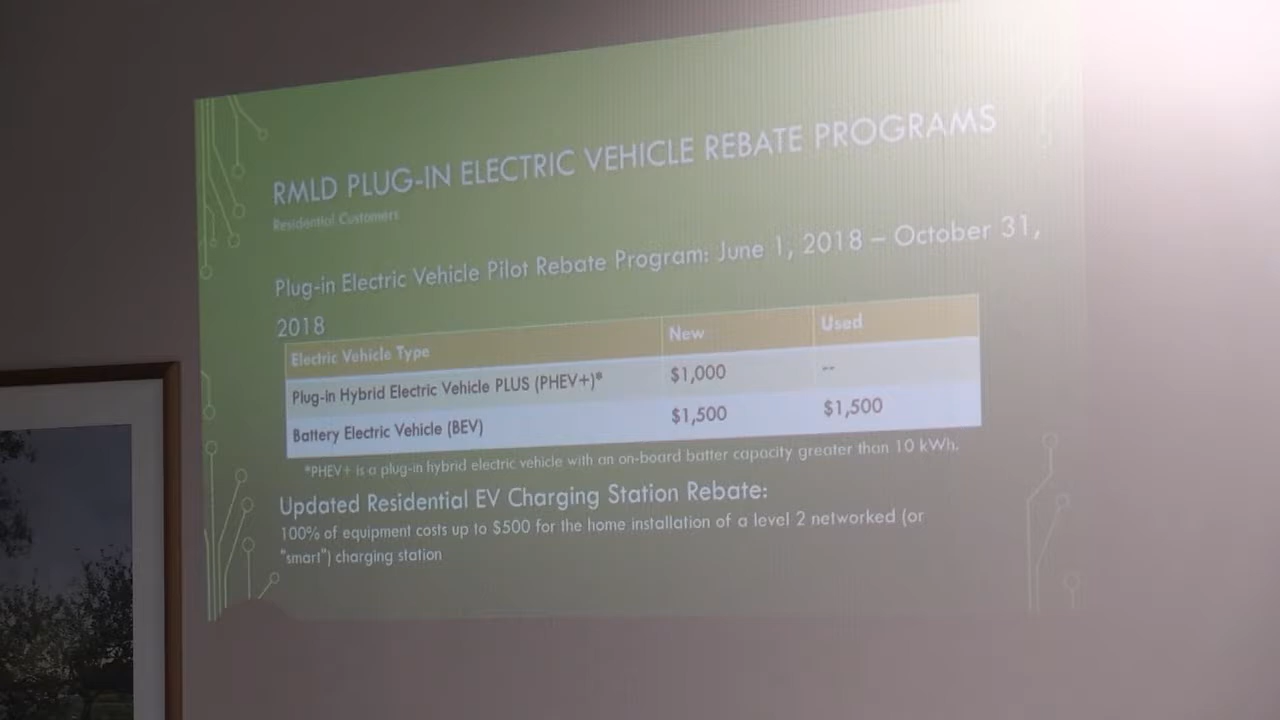 RMLD PLUG-IN ELECTRIC VEHICLE REBATE PROGRAMS
Residential Customers
Plug-in Electric Vehicle Pilot Rebate Program: June 1, 2018 – October 31,
2018
Electric Vehicle Type New Used
Plug-in Hybrid Electric Vehicle PLUS (PHEV+)* $1,000 --
Battery Electric Vehicle (BEV) $1,500 $1,500
*PHEV+ is a plug-in hybrid electric vehicle with an on-board batter capacity greater than 10 kWh.
Updated Residential EV Charging Station Rebate:
100% of equipment costs up to $500 for the home installation of a level 2 networked (or
"smart") charging station